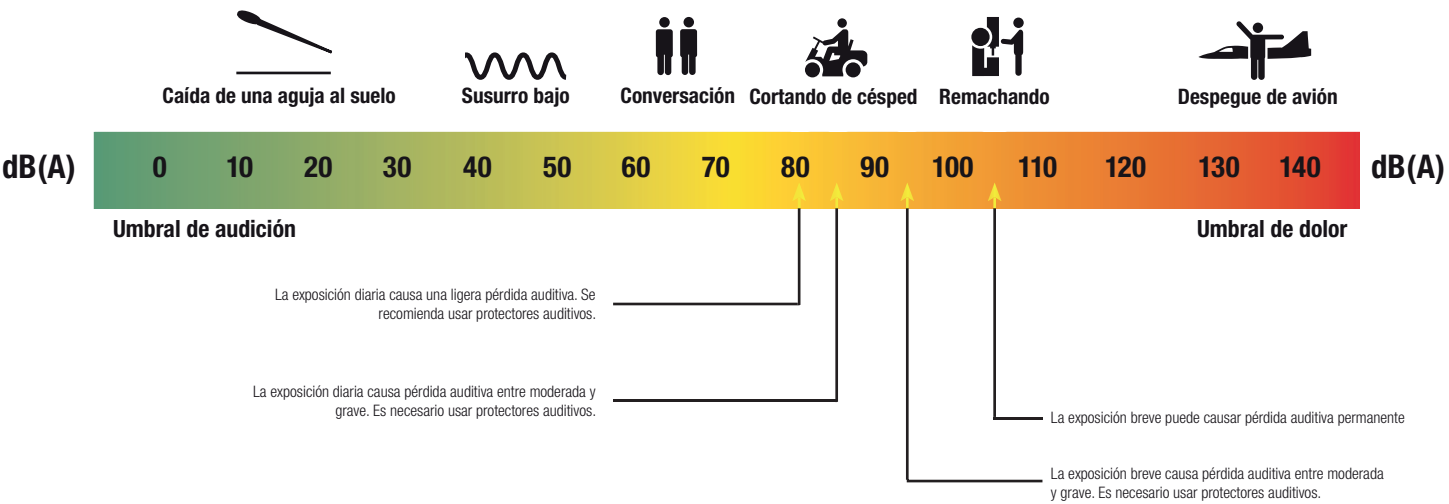 Caída de una aguja al suelo
Susurro bajo
Conversación
Cortando de césped
Remachando
Despegue de avión
dB(A)
0 10 20 30 40 50 60 70 80 90 100 110 120 130 140
dB(A)
Umbral de audición
Umbral de dolor
La exposición diaria causa una ligera pérdida auditiva. Se
recomienda usar protectores auditivos.
La exposición diaria causa pérdida auditiva entre moderada y
grave. Es necesario usar protectores auditivos.
La exposición breve puede causar pérdida auditiva permanente
La exposición breve causa pérdida auditiva entre moderada
y grave. Es necesario usar protectores auditivos.